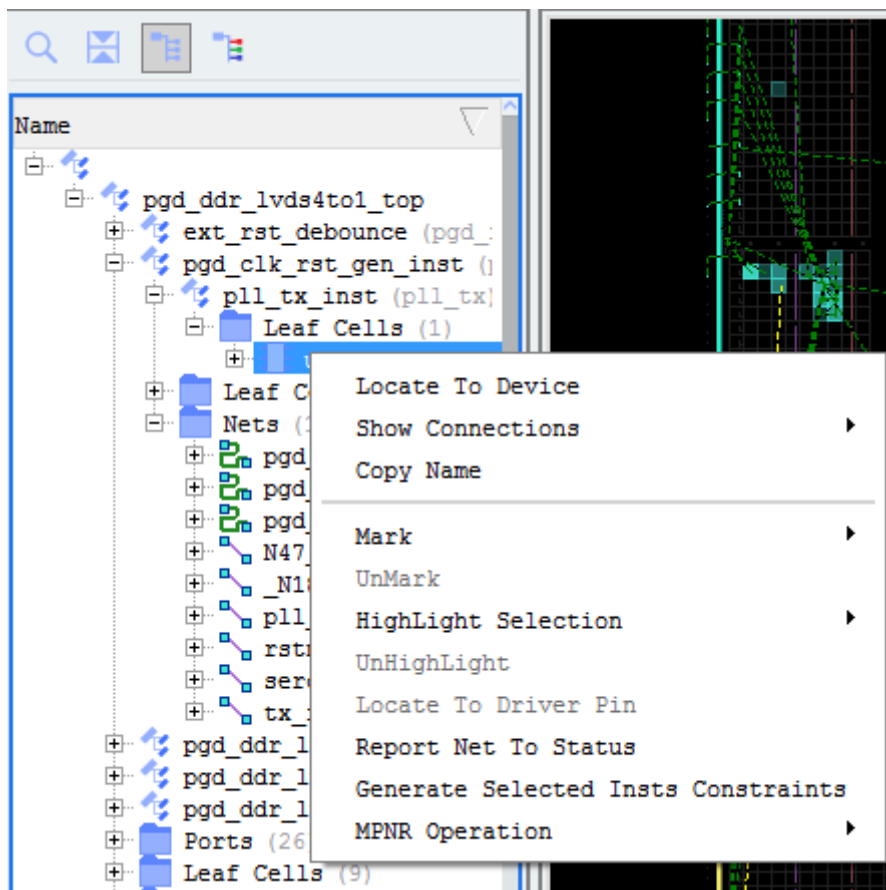 Name
pgd_ddr_lvds4to1_top
ext_rst_debounce (pgd_
pgd_clk_rst_gen_inst (
pll_tx_inst (pll_tx)
Leaf Cells (1)
Leaf C
Nets (
pgd_
pgd_
pgd_
N47_
_N18
pll_
rst
ser
tx_
pgd_ddr_l
pgd_ddr_l
pgd_ddr_l
Ports (26
Leaf Cells (9)
Locate To Device
Show Connections
Copy Name
Mark
UnMark
HighLight Selection
UnHighLight
Locate To Driver Pin
Report Net To Status
Generate Selected Insts Constraints
MPNR Operation